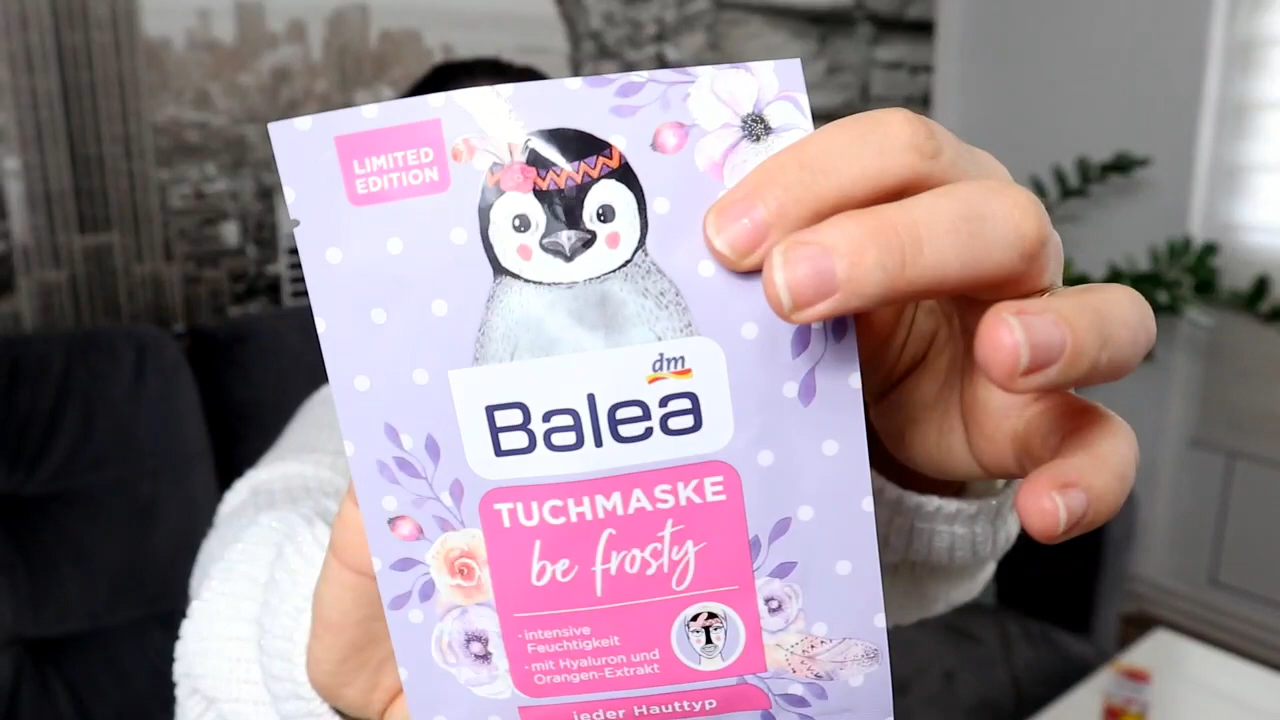 LIMITED
EDITION
dm
Balea
TUCHMASKE
be frosty
· intensive
Feuchtigkeit
· mit Hyaluron und
Orangen-Extrakt
jeder Hauttyp